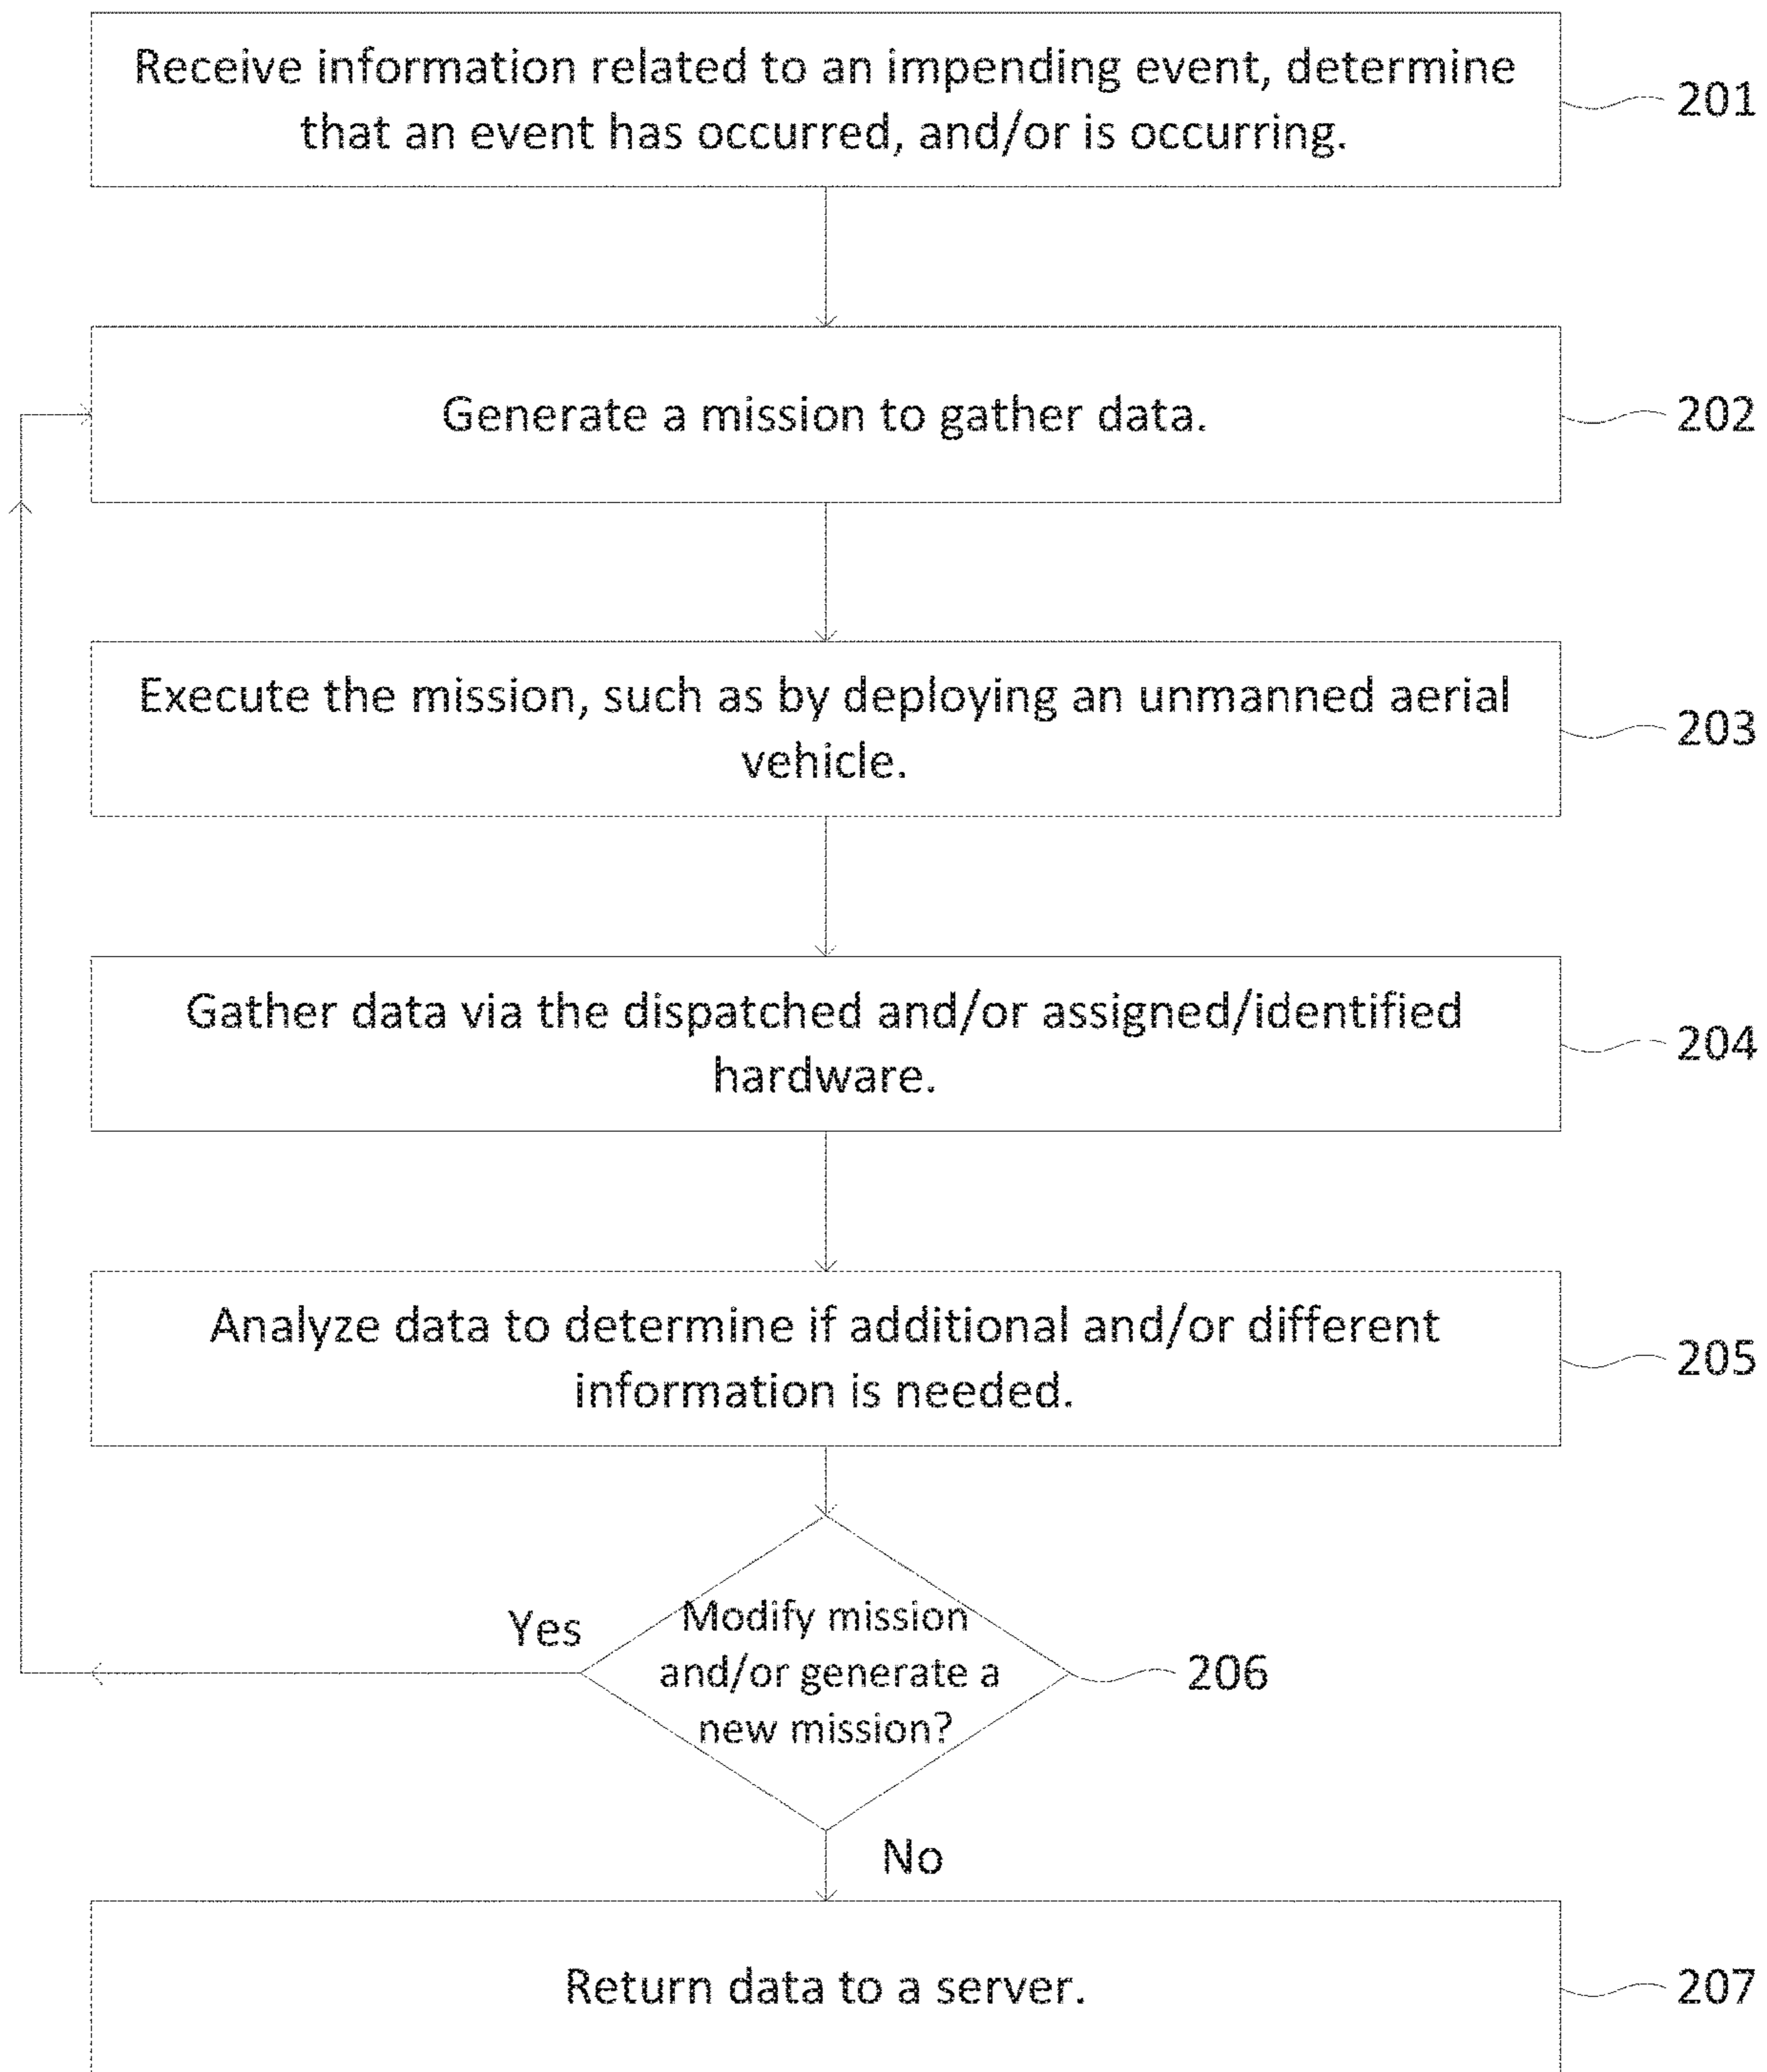 Receive information related to an impending event, determine
that an event has occurred, and/or is occurring.
201
Generate a mission to gather data.
202
Execute the mission, such as by deploying an unmanned aerial
vehicle.
203
Gather data via the dispatched and/or assigned/identified
hardware.
204
Analyze data to determine if additional and/or different
information is needed.
205
Yes
Modify mission
and/or generate a
new mission?
206
No
Return data to a server.
207